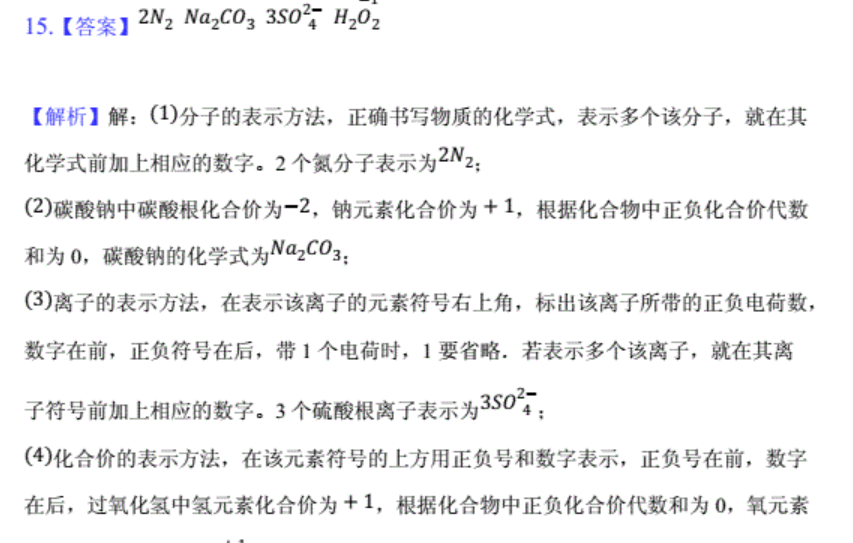 15.【答案】2N₂ Na₂CO₃ 3SO₄²⁻ H₂O₂
【解析】解：(1)分子的表示方法，正确书写物质的化学式，表示多个该分子，就在其
化学式前加上相应的数字。2 个氮分子表示为2N₂；
(2)碳酸钠中碳酸根化合价为−2，钠元素化合价为＋1，根据化合物中正负化合价代数
和为 0，碳酸钠的化学式为Na₂CO₃；
(3)离子的表示方法，在表示该离子的元素符号右上角，标出该离子所带的正负电荷数，
数字在前，正负符号在后，带 1 个电荷时，1 要省略．若表示多个该离子，就在其离
子符号前加上相应的数字。3 个硫酸根离子表示为3SO₄²⁻；
(4)化合价的表示方法，在该元素符号的上方用正负号和数字表示，正负号在前，数字
在后，过氧化氢中氢元素化合价为＋1，根据化合物中正负化合价代数和为 0，氧元素